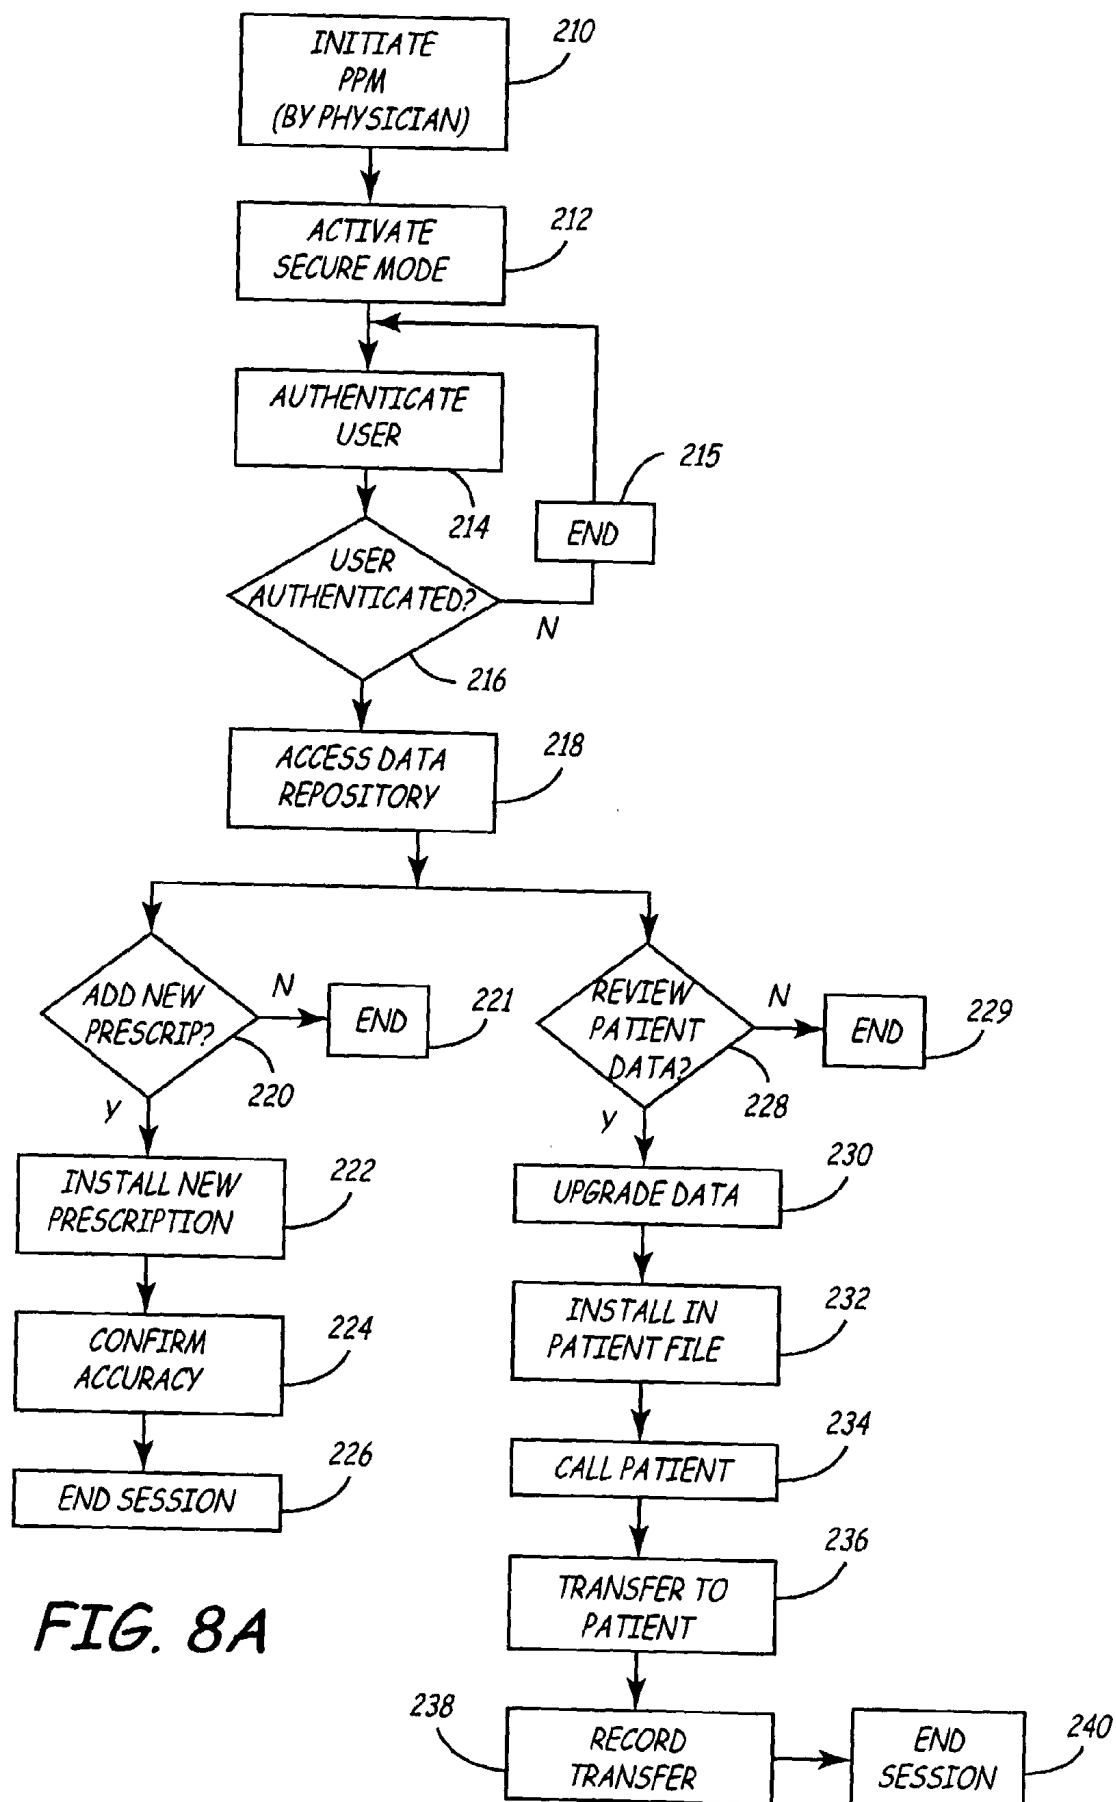 INITIATE
PPM
(BY PHYSICIAN)
210
ACTIVATE
SECURE MODE
212
AUTHENTICATE
USER
214
215
END
USER
AUTHENTICATED?
N
216
ACCESS DATA
REPOSITORY
218
ADD NEW
PRESCRIP?
N
END
221
220
Y
REVIEW
PATIENT
DATA?
N
END
229
228
Y
INSTALL NEW
PRESCRIPTION
222
UPGRADE DATA
230
CONFIRM
ACCURACY
224
INSTALL IN
PATIENT FILE
232
END SESSION
226
CALL PATIENT
234
TRANSFER TO
PATIENT
236
FIG. 8A
238
RECORD
TRANSFER
END
SESSION
240